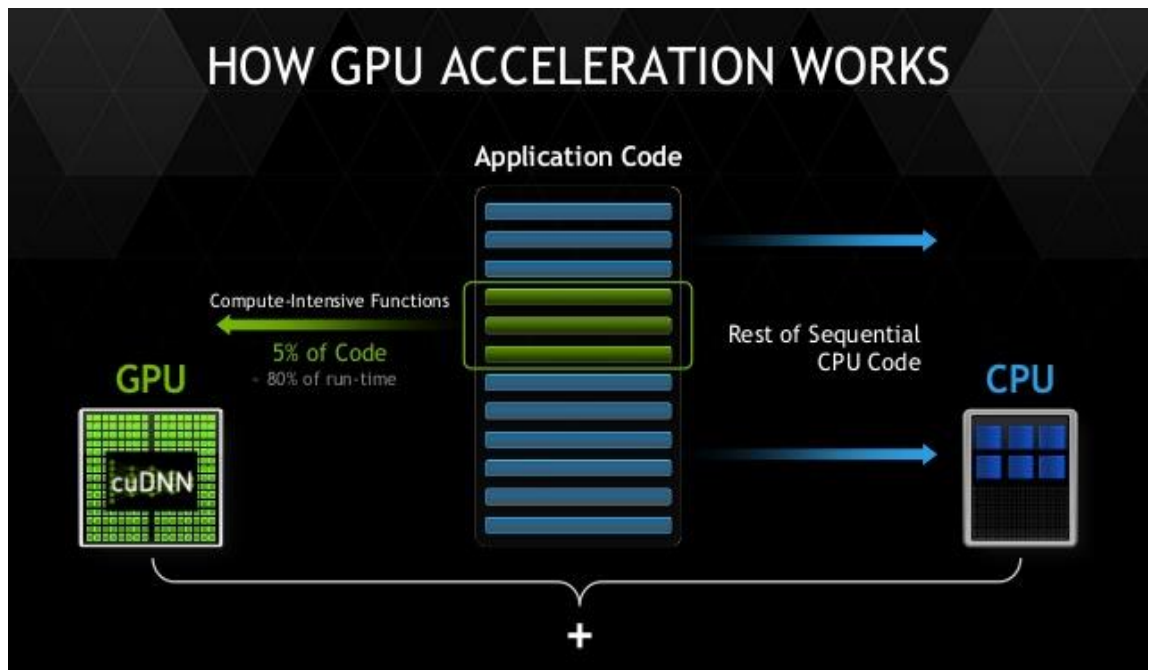 HOW GPU ACCELERATION WORKS
Application Code
Compute-Intensive Functions
5% of Code
~ 80% of run-time
Rest of Sequential
CPU Code
GPU
CPU
cuDNN
+